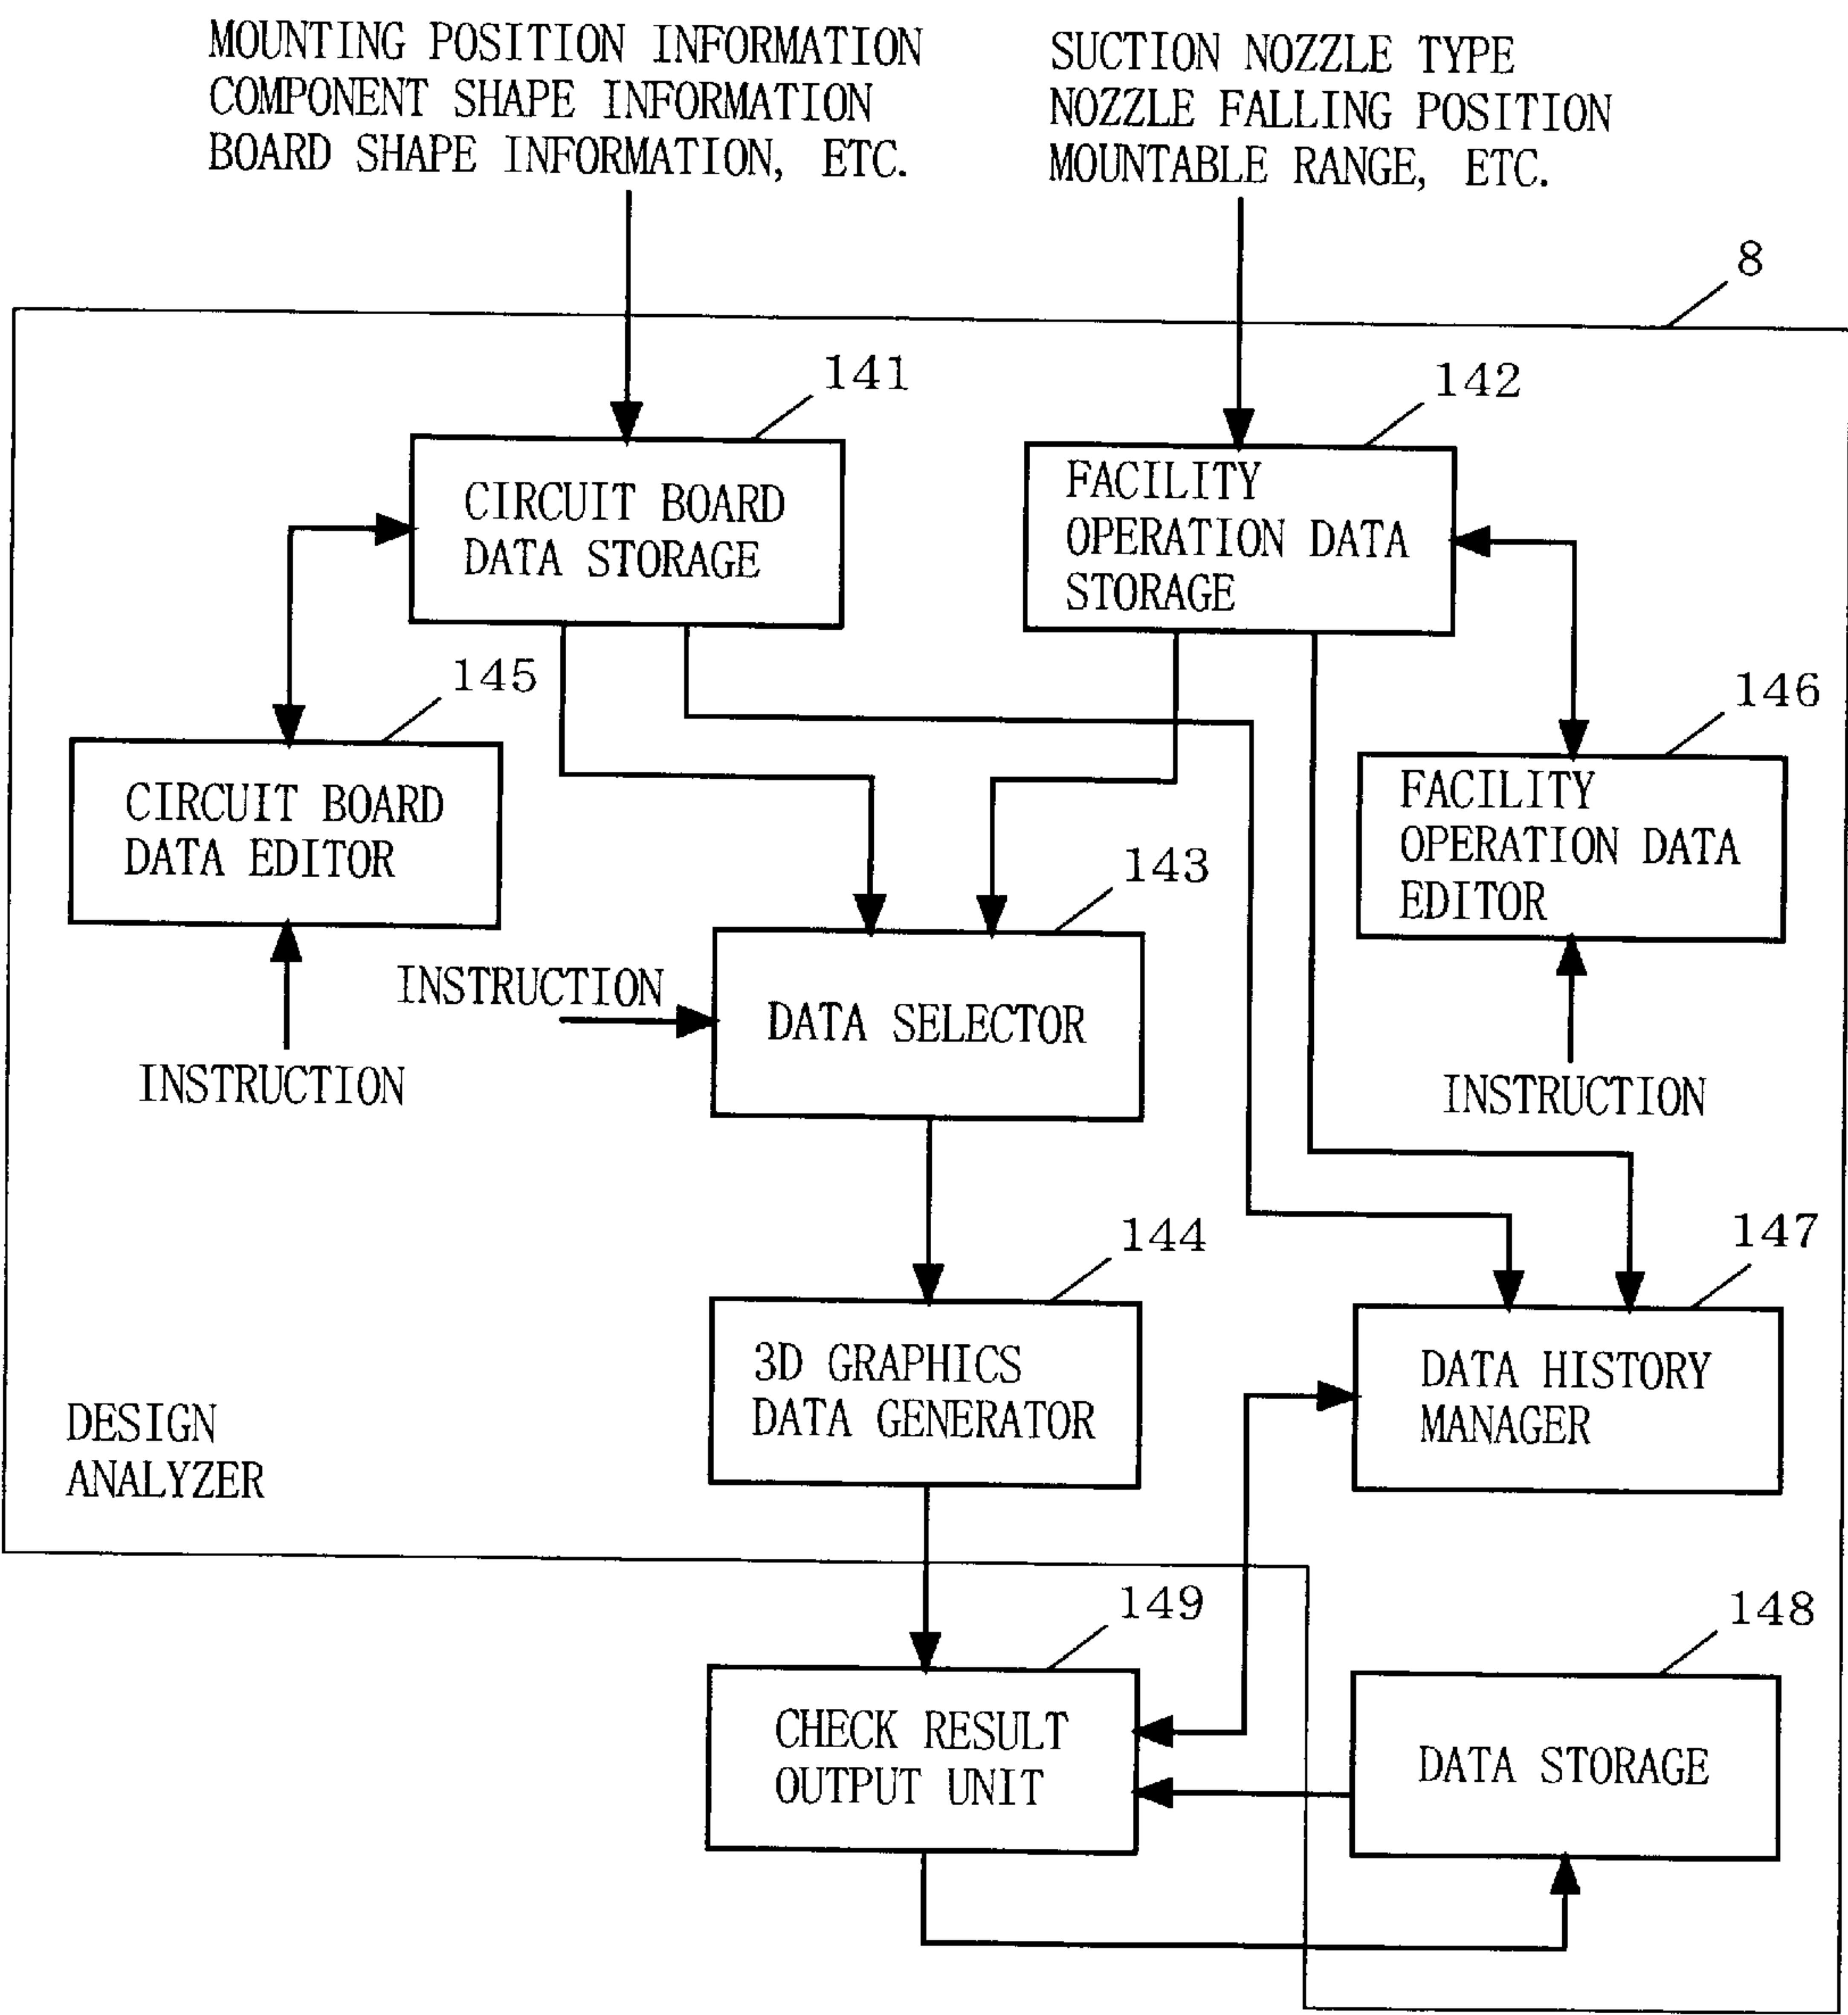 MOUNTING POSITION INFORMATION
COMPONENT SHAPE INFORMATION
BOARD SHAPE INFORMATION, ETC.
SUCTION NOZZLE TYPE
NOZZLE FALLING POSITION
MOUNTABLE RANGE, ETC.
8
141
142
CIRCUIT BOARD
DATA STORAGE
FACILITY
OPERATION DATA
STORAGE
145
146
CIRCUIT BOARD
DATA EDITOR
FACILITY
OPERATION DATA
EDITOR
143
INSTRUCTION
DATA SELECTOR
INSTRUCTION
INSTRUCTION
144
147
3D GRAPHICS
DATA GENERATOR
DATA HISTORY
MANAGER
DESIGN
ANALYZER
149
148
CHECK RESULT
OUTPUT UNIT
DATA STORAGE